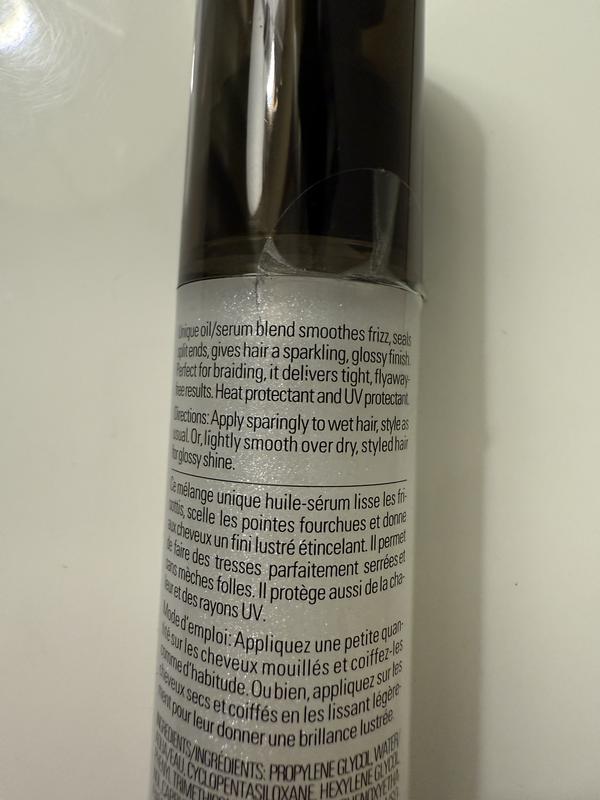 Unique oil/serum blend smoothes frizz, seals
split ends, gives hair a sparkling, glossy finish.
Perfect for braiding, it delivers tight, flyaway-
free results. Heat protectant and UV protectant.
Directions: Apply sparingly to wet hair, style as
usual. Or, lightly smooth over dry, styled hair
for glossy shine.
Ce mélange unique huile-sérum lisse les fri-
sottis, scelle les pointes fourchues et donne
aux cheveux un fini lustré étincelant. Il permet
de faire des tresses parfaitement serrées et
sans mèches folles. Il protège aussi de la cha-
leur et des rayons UV.
Mode d'emploi: Appliquez une petite quan-
tité sur les cheveux mouillés et coiffez-les
comme d'habitude. Ou bien, appliquez sur les
cheveux secs et coiffés en les lissant légère-
ment pour leur donner une brillance lustrée.
INGREDIENTS/INGRÉDIENTS: PROPYLENE GLYCOL, WATER/
AQUA/EAU, CYCLOPENTASILOXANE, HEXYLENE GLYCOL,